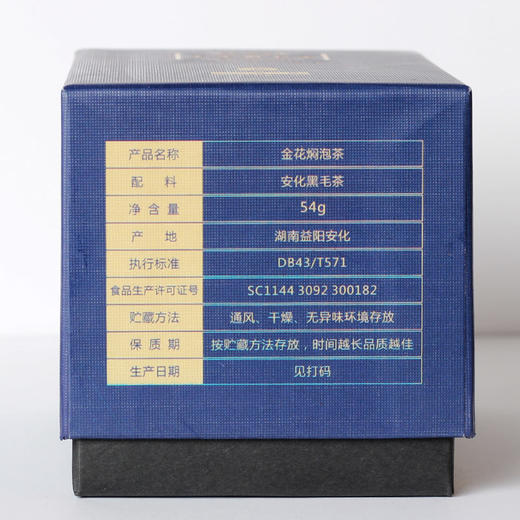 产品名称 金花焖泡茶
配料 安化黑毛茶
净含量 54g
产地 湖南益阳安化
执行标准 DB43/T571
食品生产许可证号 SC1144 3092 300182
贮藏方法 通风、干燥、无异味环境存放
保质期 按贮藏方法存放，时间越长品质越佳
生产日期 见打码